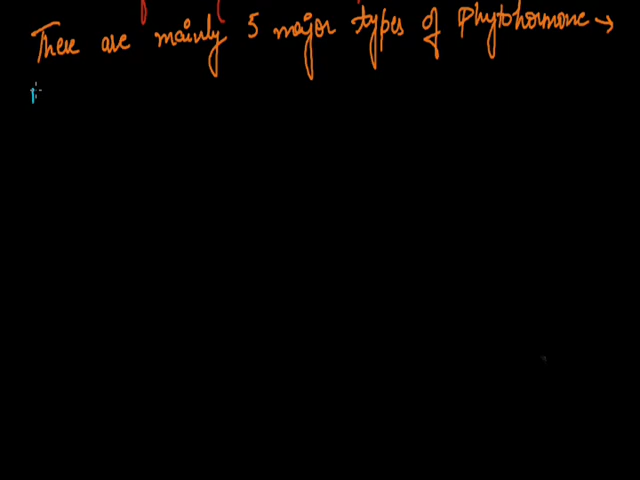 There are mainly 5 major types of Phytohormone →